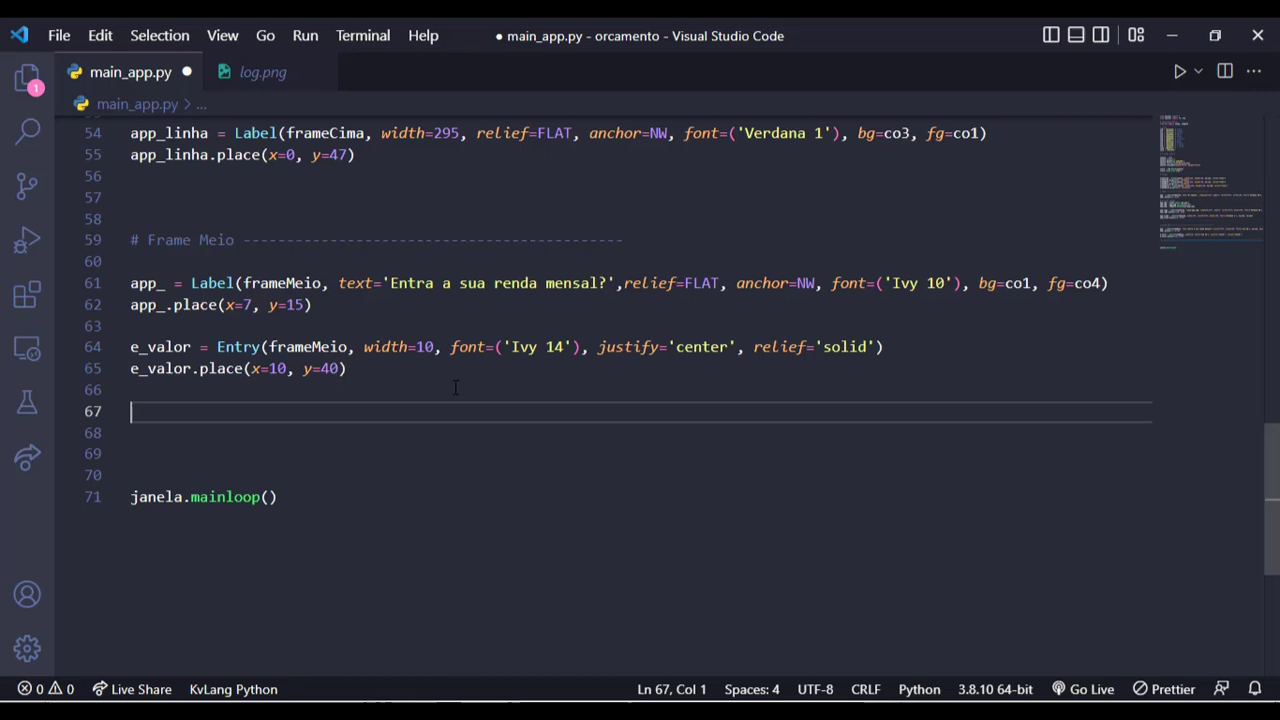 File Edit Selection View Go Run Terminal Help ● main_app.py - orcamento - Visual Studio Code
main_app.py ● log.png
1
main_app.py > ...
54 app_linha = Label(frameCima, width=295, relief=FLAT, anchor=NW, font=('Verdana 1'), bg=co3, fg=co1)
55 app_linha.place(x=0, y=47)
56
57
58
59 # Frame Meio --------------------------------------------
60
61 app_ = Label(frameMeio, text='Entra a sua renda mensal?',relief=FLAT, anchor=NW, font=('Ivy 10'), bg=co1, fg=co4)
62 app_.place(x=7, y=15)
63
64 e_valor = Entry(frameMeio, width=10, font=('Ivy 14'), justify='center', relief='solid')
65 e_valor.place(x=10, y=40)
66
67
68
69
70
71 janela.mainloop()
0 0 Live Share KvLang Python Ln 67, Col 1 Spaces: 4 UTF-8 CRLF Python 3.8.10 64-bit Go Live Prettier